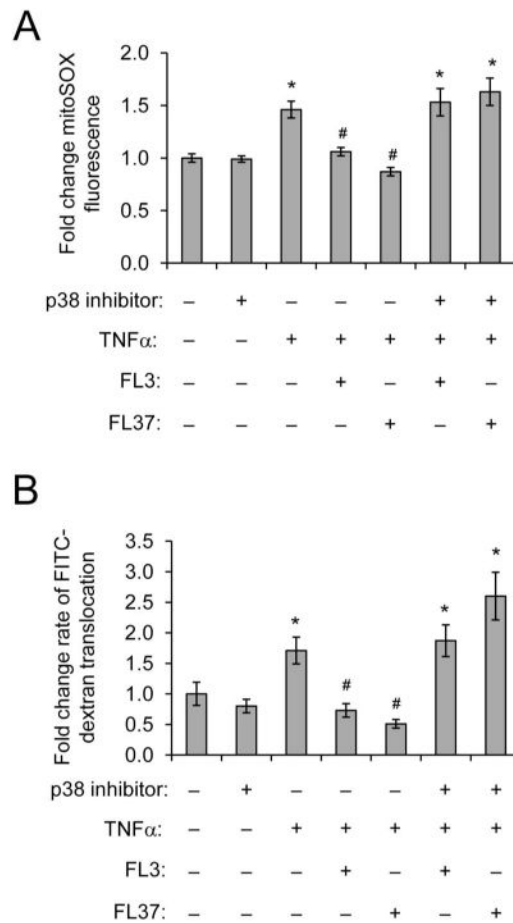 A
Fold change mitoSOX
fluorescence
2.0
1.5
1.0
0.5
0.0
* # # * *
p38 inhibitor: – + – – – + +
TNFα: – – + + + + +
FL3: – – – + – + –
FL37: – – – – + – +
B
Fold change rate of FITC-
dextran translocation
3.5
3.0
2.5
2.0
1.5
1.0
0.5
0.0
* # # * *
p38 inhibitor: – + – – – + +
TNFα: – – + + + + +
FL3: – – – + – + –
FL37: – – – – + – +